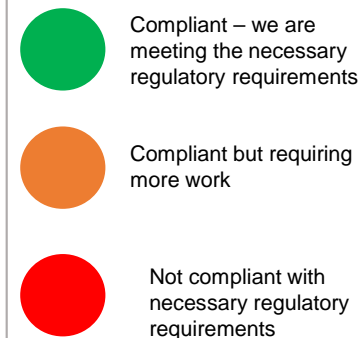 Compliant – we are
meeting the necessary
regulatory requirements
Compliant but requiring
more work
Not compliant with
necessary regulatory
requirements